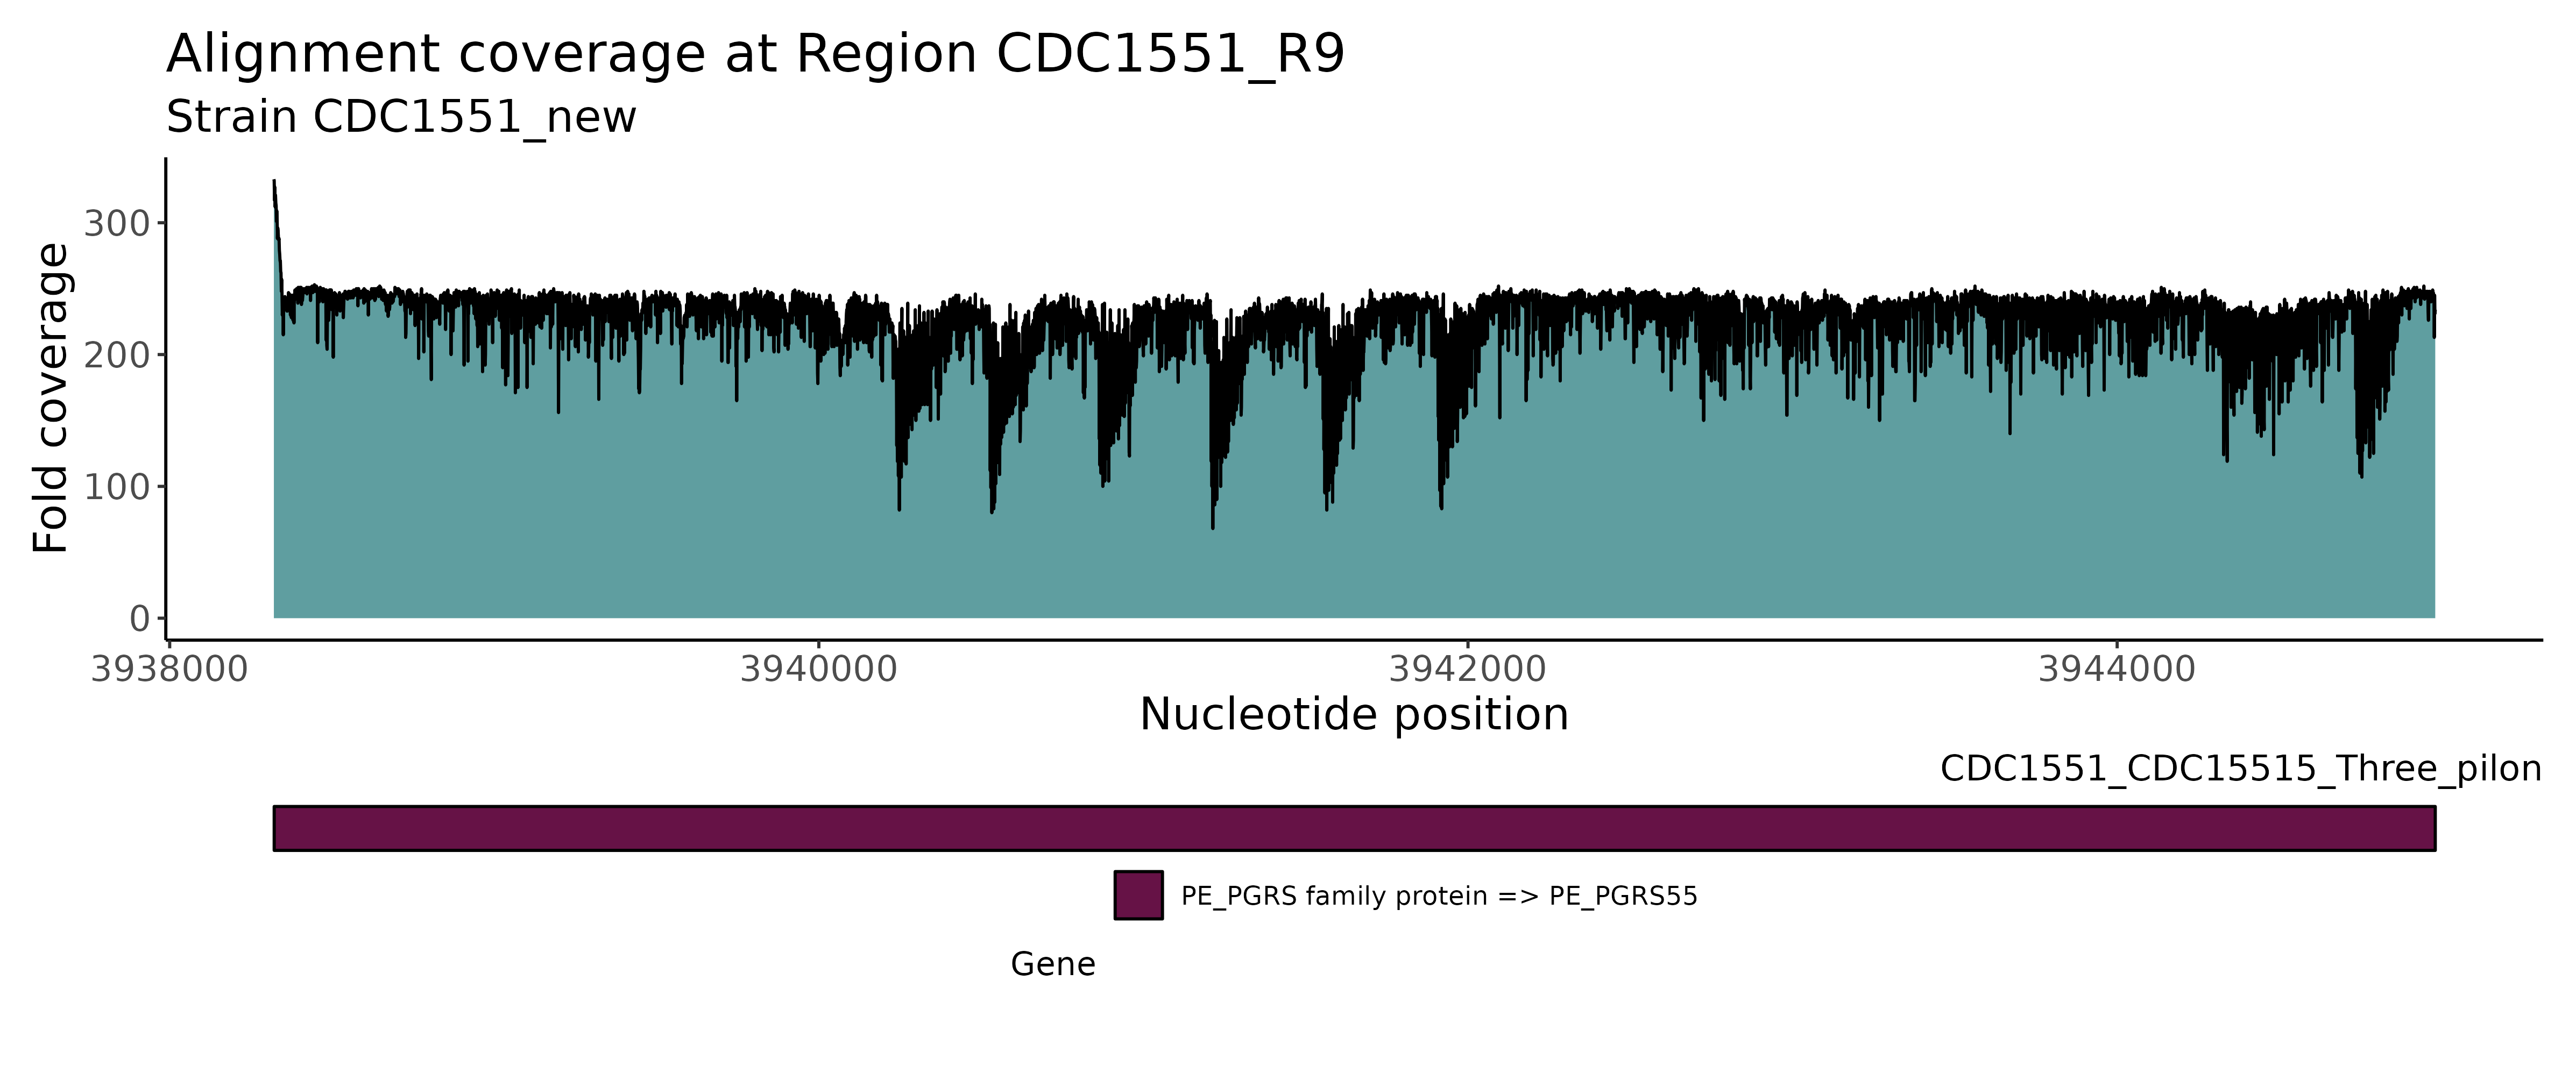 Alignment coverage at Region CDC1551_R9
Strain CDC1551_new
Fold coverage
300
200
100
0
3938000 3940000 3942000 3944000
Nucleotide position
CDC1551_CDC15515_Three_pilon
PE_PGRS family protein => PE_PGRS55
Gene